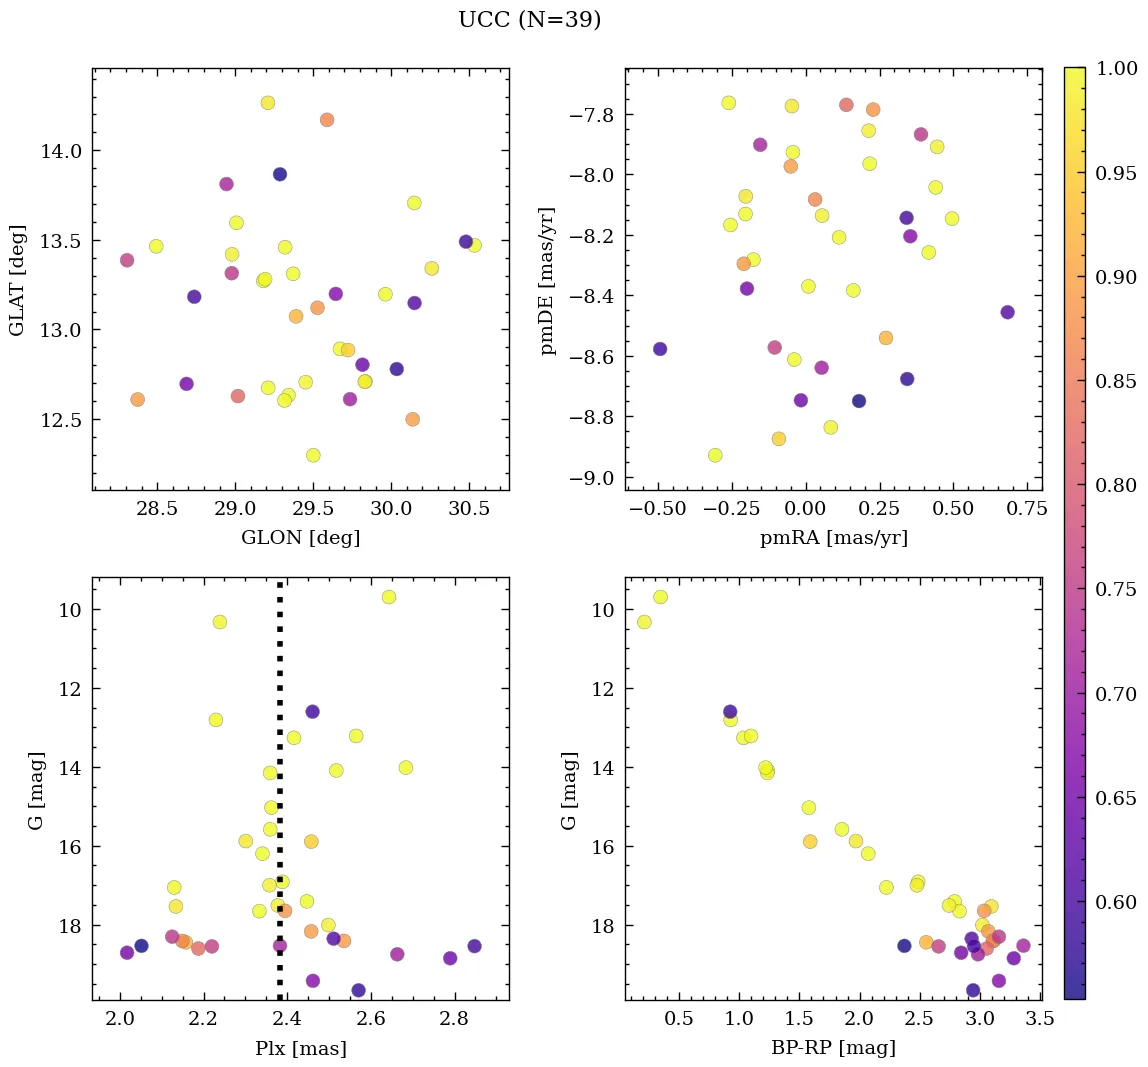 UCC (N=39)
14.0
13.5
13.0
12.5
GLAT [deg]
28.5 29.0 29.5 30.0 30.5
GLON [deg]
−7.8
−8.0
−8.2
−8.4
−8.6
−8.8
−9.0
pmDE [mas/yr]
−0.50 −0.25 0.00 0.25 0.50 0.75
pmRA [mas/yr]
10
12
14
16
18
G [mag]
2.0 2.2 2.4 2.6 2.8
Plx [mas]
10
12
14
16
18
G [mag]
0.5 1.0 1.5 2.0 2.5 3.0 3.5
BP-RP [mag]
1.00
0.95
0.90
0.85
0.80
0.75
0.70
0.65
0.60